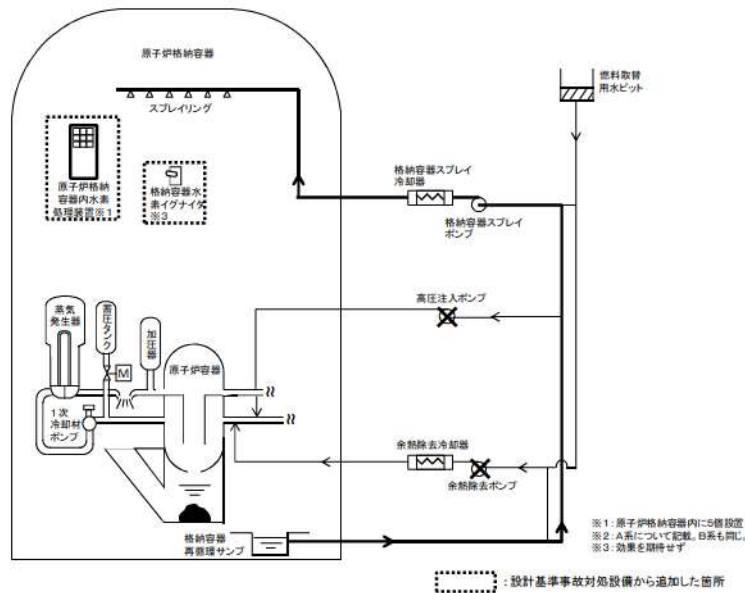 原子炉格納容器
燃料取替
用水ピット
スプレイリング
原子炉格納
容器内水素
処理装置※1
格納容器水
素イグナイタ
※3
格納容器スプレイ
冷却器
格納容器スプレイ
ポンプ
蒸気
発生器
蓄圧タンク
加圧器
高圧注入ポンプ
M
原子炉容器
1次
冷却材
ポンプ
余熱除去冷却器
余熱除去ポンプ
格納容器
再循環サンプ
※1:原子炉格納容器内に5個設置
※2:A系について記載。B系も同じ。
※3:効果を期待せず
:設計基準事故対処設備から追加した箇所